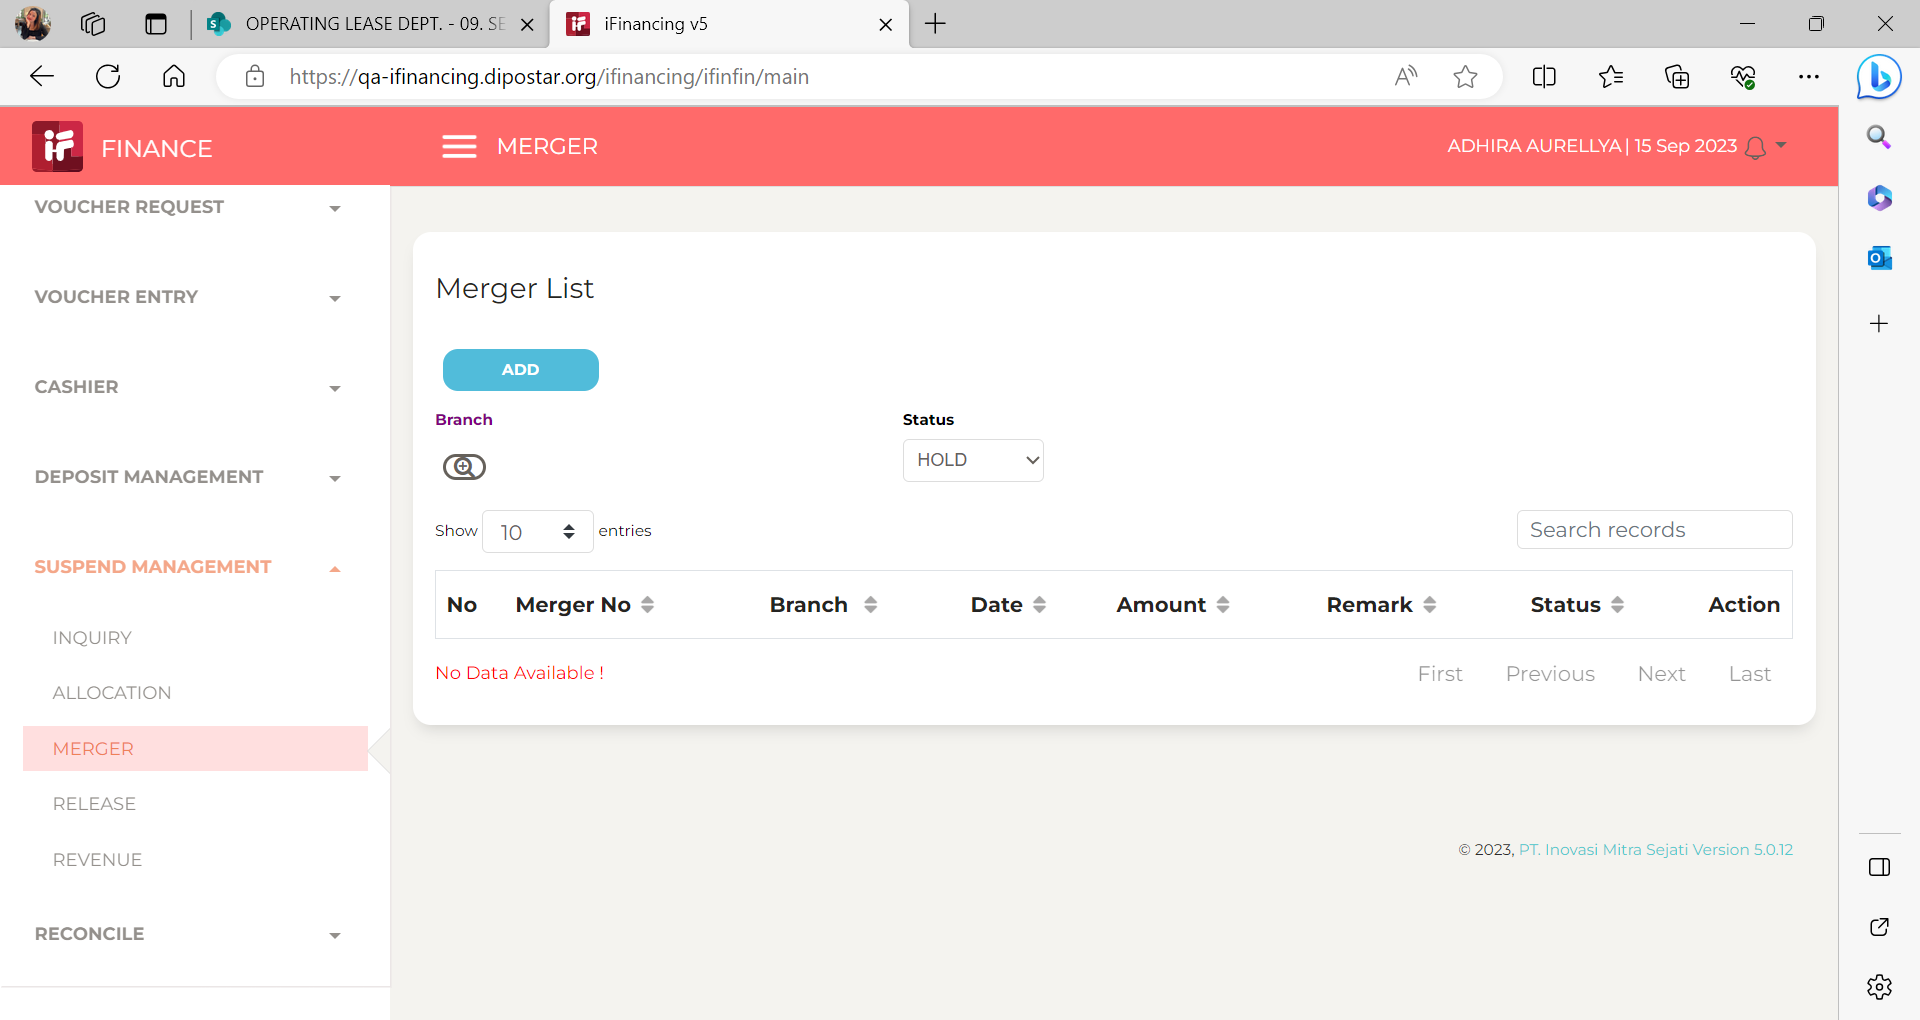 OPERATING LEASE DEPT. - 09. SE
iFinancing v5
https://qa-ifinancing.dipostar.org/ifinancing/ifinfin/main
iF FINANCE
MERGER
ADHIRA AURELLYA | 15 Sep 2023
VOUCHER REQUEST
VOUCHER ENTRY
CASHIER
DEPOSIT MANAGEMENT
SUSPEND MANAGEMENT
INQUIRY
ALLOCATION
MERGER
RELEASE
REVENUE
RECONCILE
Merger List
ADD
Branch
Status
HOLD
Show 10 entries
Search records
No Merger No Branch Date Amount Remark Status Action
No Data Available !
First Previous Next Last
© 2023, PT. Inovasi Mitra Sejati Version 5.0.12